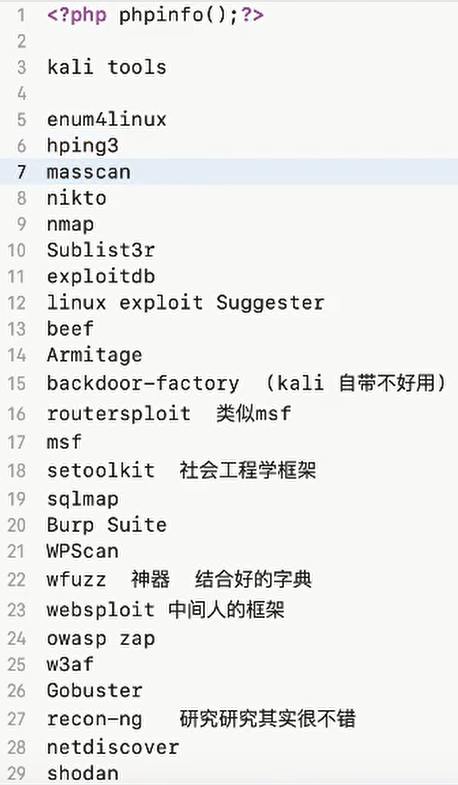 1 <?php phpinfo();?>
2
3 kali tools
4
5 enum4linux
6 hping3
7 masscan
8 nikto
9 nmap
10 Sublist3r
11 exploitdb
12 linux exploit Suggester
13 beef
14 Armitage
15 backdoor-factory （kali 自带不好用）
16 routersploit 类似msf
17 msf
18 setoolkit 社会工程学框架
19 sqlmap
20 Burp Suite
21 WPScan
22 wfuzz 神器 结合好的字典
23 websploit 中间人的框架
24 owasp zap
25 w3af
26 Gobuster
27 recon-ng 研究研究其实很不错
28 netdiscover
29 shodan